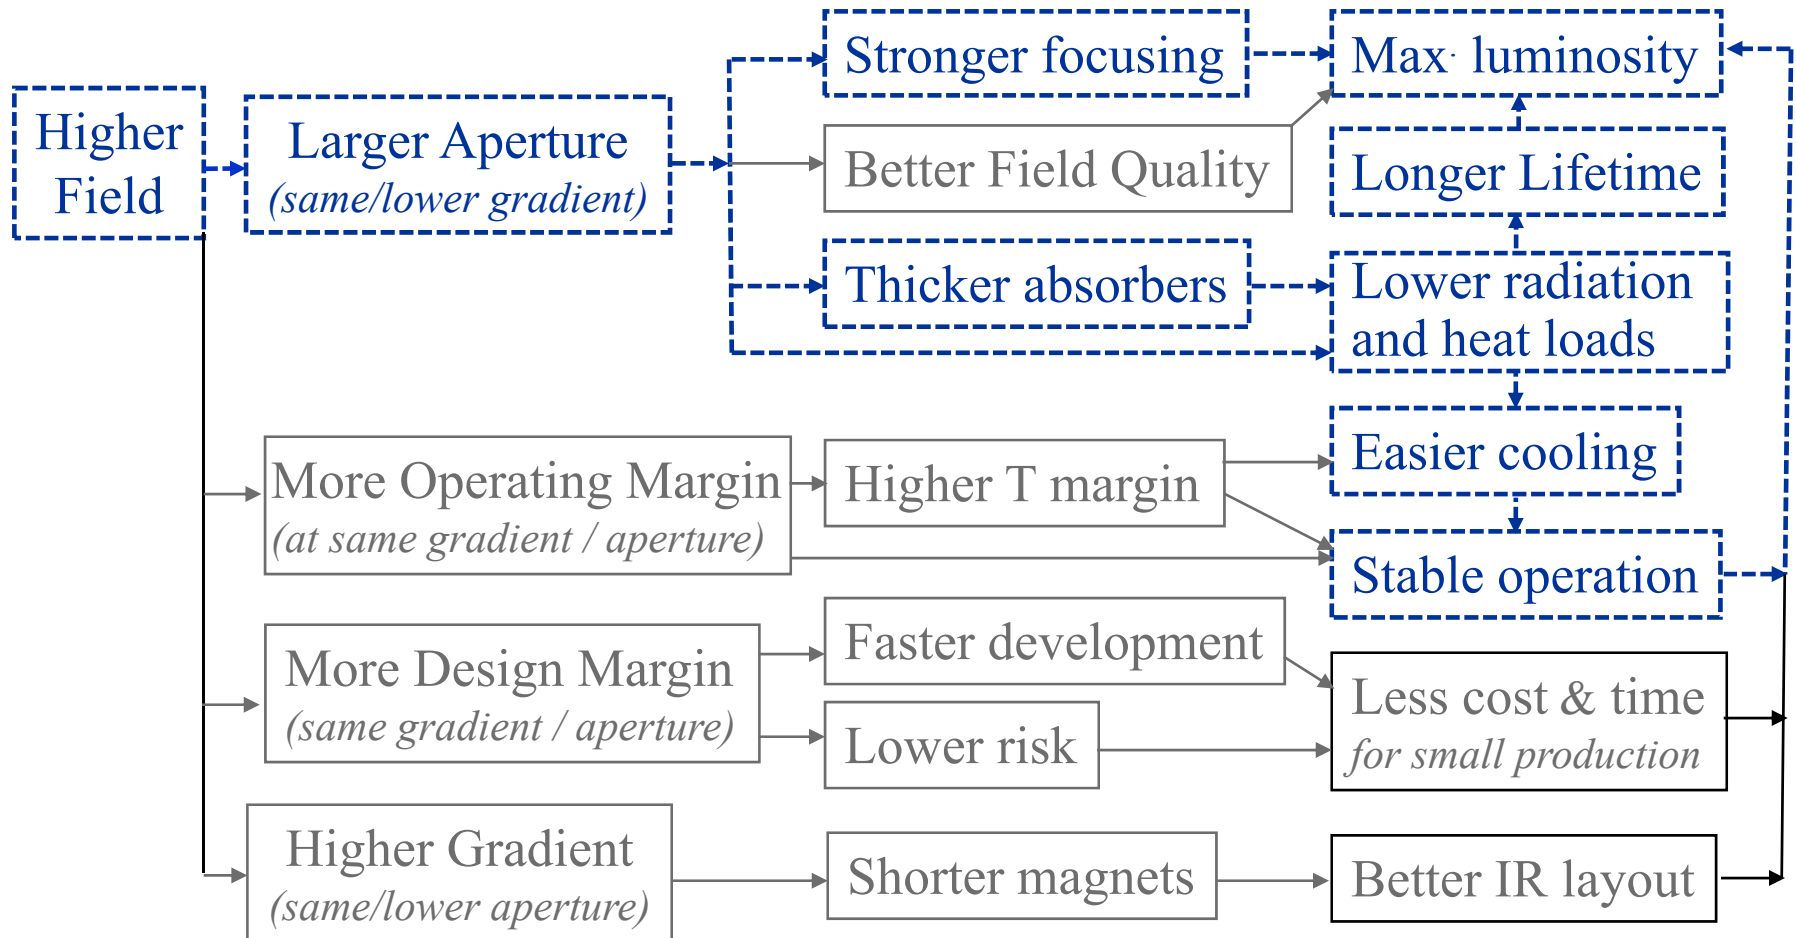 Higher
Field
Larger Aperture
(same/lower gradient)
Stronger focusing
Better Field Quality
Thicker absorbers
Max. luminosity
Longer Lifetime
Lower radiation
and heat loads
Easier cooling
Stable operation
More Operating Margin
(at same gradient / aperture)
Higher T margin
More Design Margin
(same gradient / aperture)
Faster development
Lower risk
Less cost & time
for small production
Higher Gradient
(same/lower aperture)
Shorter magnets
Better IR layout